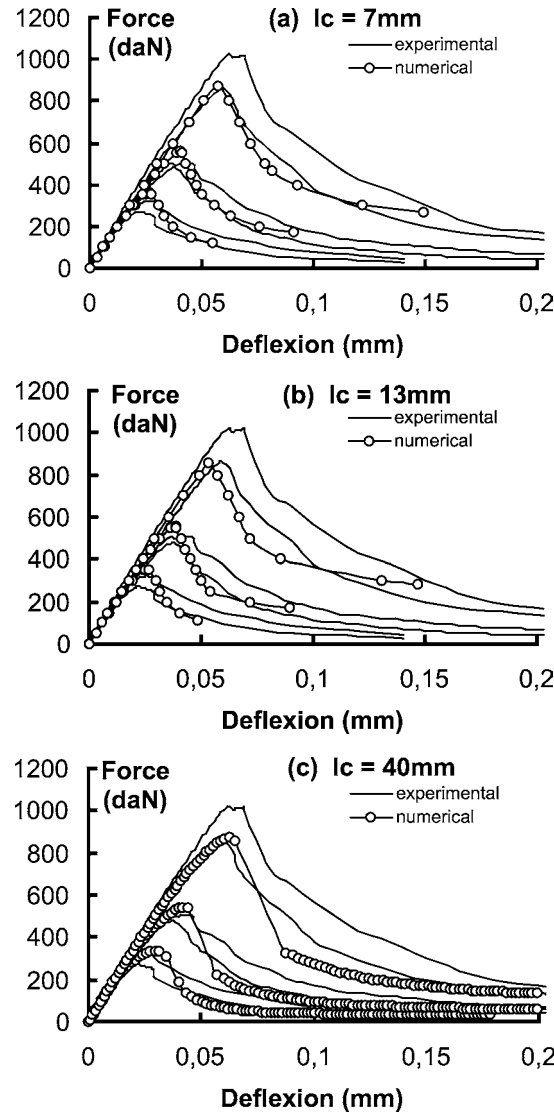 1200 Force (a) lc = 7mm
(daN) experimental
1000 numerical
800
600
400
200
0
0 0,05 0,1 0,15 0,2
Deflexion (mm)
1200 Force (b) lc = 13mm
(daN) experimental
1000 numerical
800
600
400
200
0
0 0,05 0,1 0,15 0,2
Deflexion (mm)
1200 Force (c) lc = 40mm
(daN) experimental
1000 numerical
800
600
400
200
0
0 0,05 0,1 0,15 0,2
Deflexion (mm)